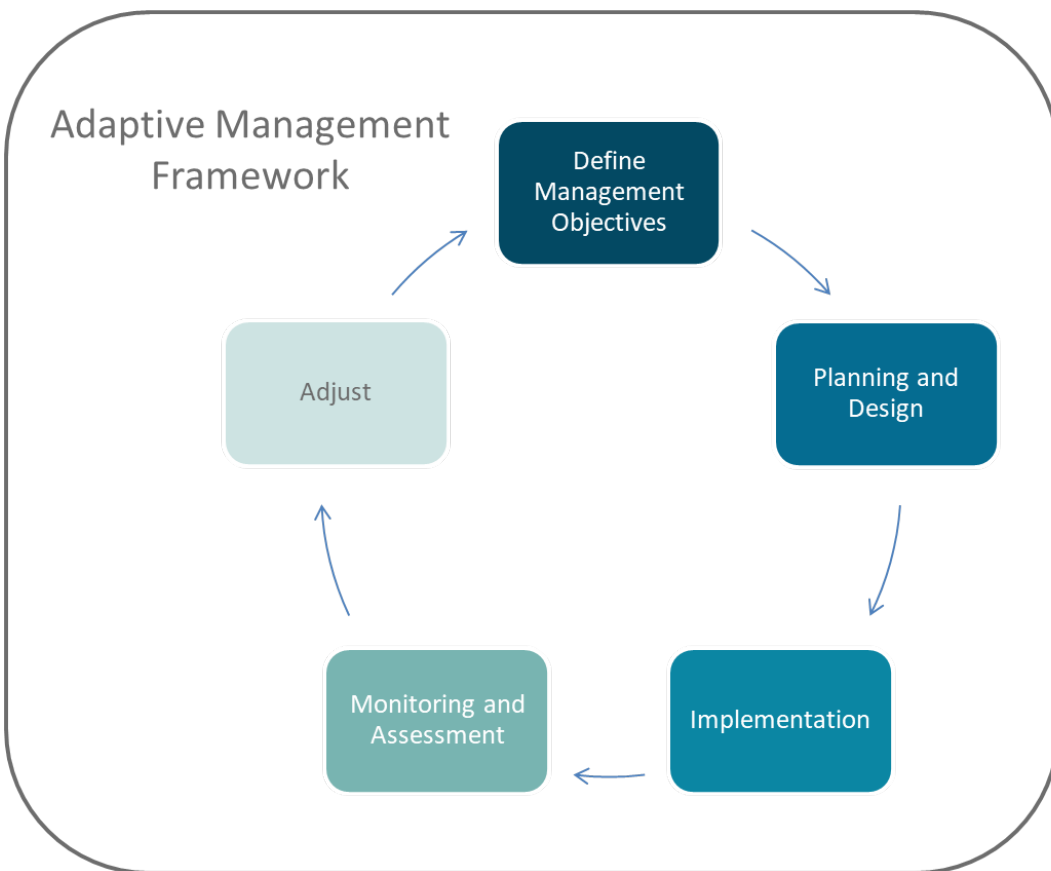 Adaptive Management
Framework
Define
Management
Objectives
Planning and
Design
Implementation
Monitoring and
Assessment
Adjust